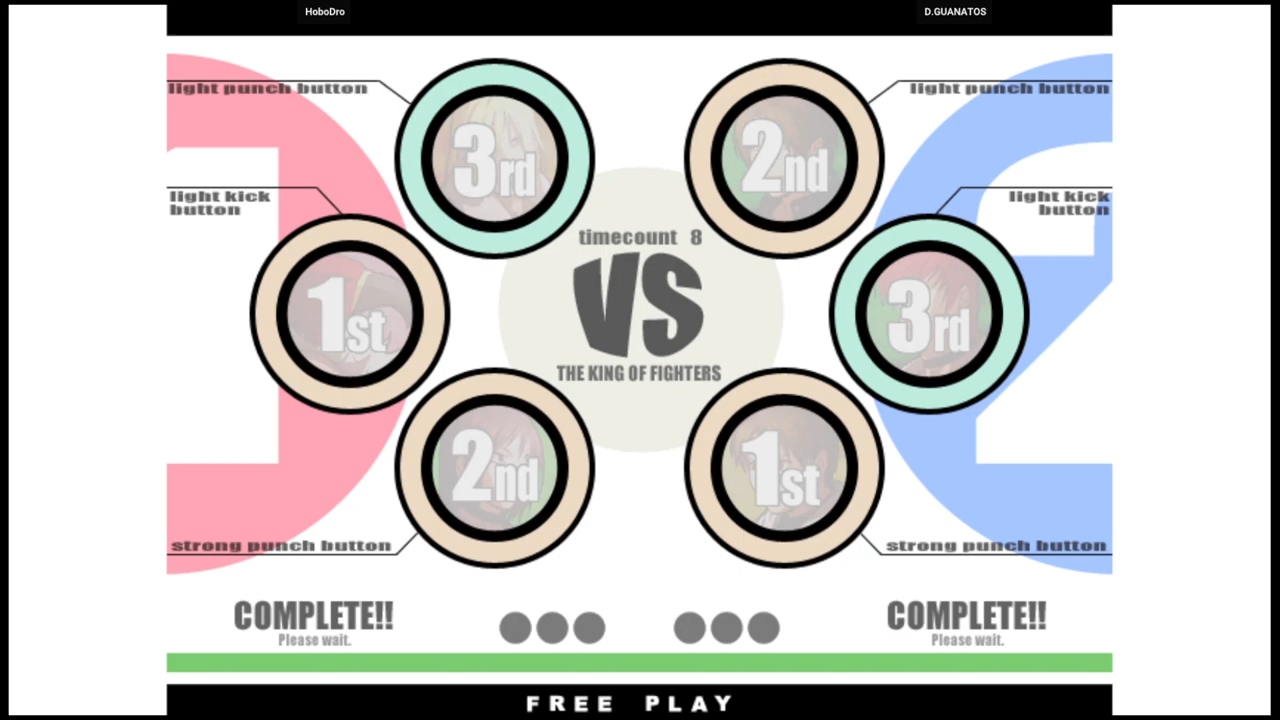 HoboDro
D.GUANATOS
light punch button
light punch button
3rd
2nd
light kick
button
light kick
button
timecount 8
VS
THE KING OF FIGHTERS
1st
3rd
2nd
1st
strong punch button
strong punch button
COMPLETE!!
Please wait.
COMPLETE!!
Please wait.
FREE PLAY